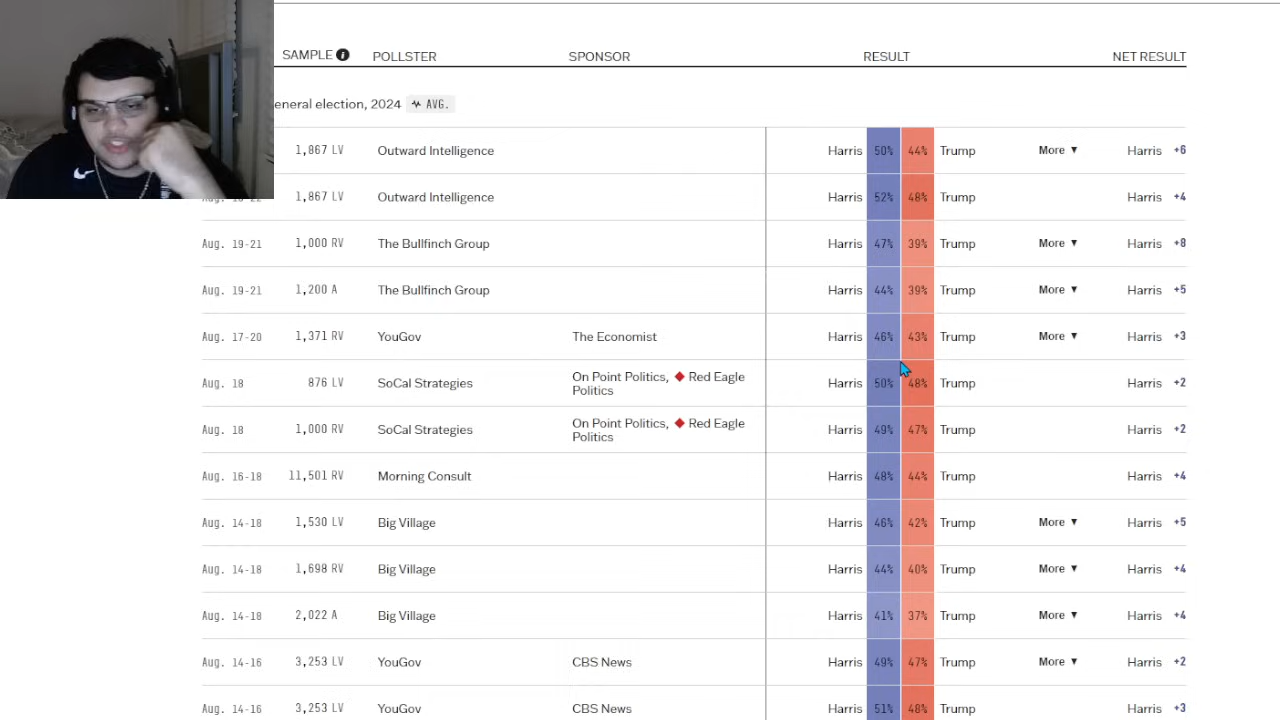 SAMPLE POLLSTER SPONSOR RESULT NET RESULT
eneral election, 2024 AVG.
1,867 LV Outward Intelligence Harris 50% 44% Trump More ▼ Harris +6
1,867 LV Outward Intelligence Harris 52% 48% Trump Harris +4
Aug. 19-21 1,000 RV The Bullfinch Group Harris 47% 39% Trump More ▼ Harris +8
Aug. 19-21 1,200 A The Bullfinch Group Harris 44% 39% Trump More ▼ Harris +5
Aug. 17-20 1,371 RV YouGov The Economist Harris 46% 43% Trump More ▼ Harris +3
Aug. 18 876 LV SoCal Strategies On Point Politics, ♦ Red Eagle
Politics Harris 50% 48% Trump Harris +2
Aug. 18 1,000 RV SoCal Strategies On Point Politics, ♦ Red Eagle
Politics Harris 49% 47% Trump Harris +2
Aug. 16-18 11,501 RV Morning Consult Harris 48% 44% Trump Harris +4
Aug. 14-18 1,530 LV Big Village Harris 46% 42% Trump More ▼ Harris +5
Aug. 14-18 1,698 RV Big Village Harris 44% 40% Trump More ▼ Harris +4
Aug. 14-18 2,022 A Big Village Harris 41% 37% Trump More ▼ Harris +4
Aug. 14-16 3,253 LV YouGov CBS News Harris 49% 47% Trump More ▼ Harris +2
Aug. 14-16 3,253 LV YouGov CBS News Harris 51% 48% Trump Harris +3